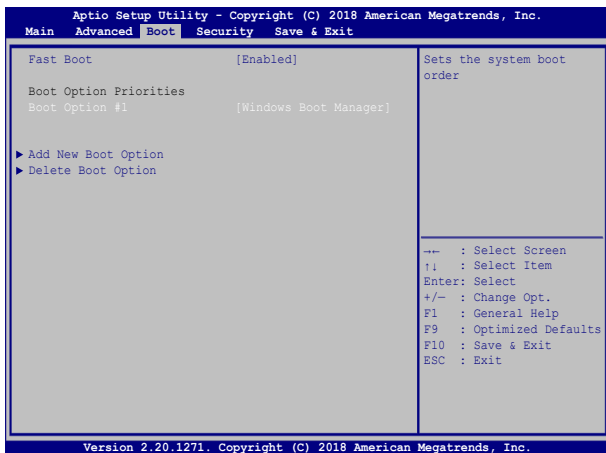 Aptio Setup Utility - Copyright (C) 2018 American Megatrends, Inc.
Main Advanced Boot Security Save & Exit
Fast Boot [Enabled]
Boot Option Priorities
Boot Option #1 [Windows Boot Manager]
Add New Boot Option
Delete Boot Option
Sets the system boot
order
→← : Select Screen
↑↓ : Select Item
Enter: Select
+/— : Change Opt.
F1 : General Help
F9 : Optimized Defaults
F10 : Save & Exit
ESC : Exit
Version 2.20.1271. Copyright (C) 2018 American Megatrends, Inc.